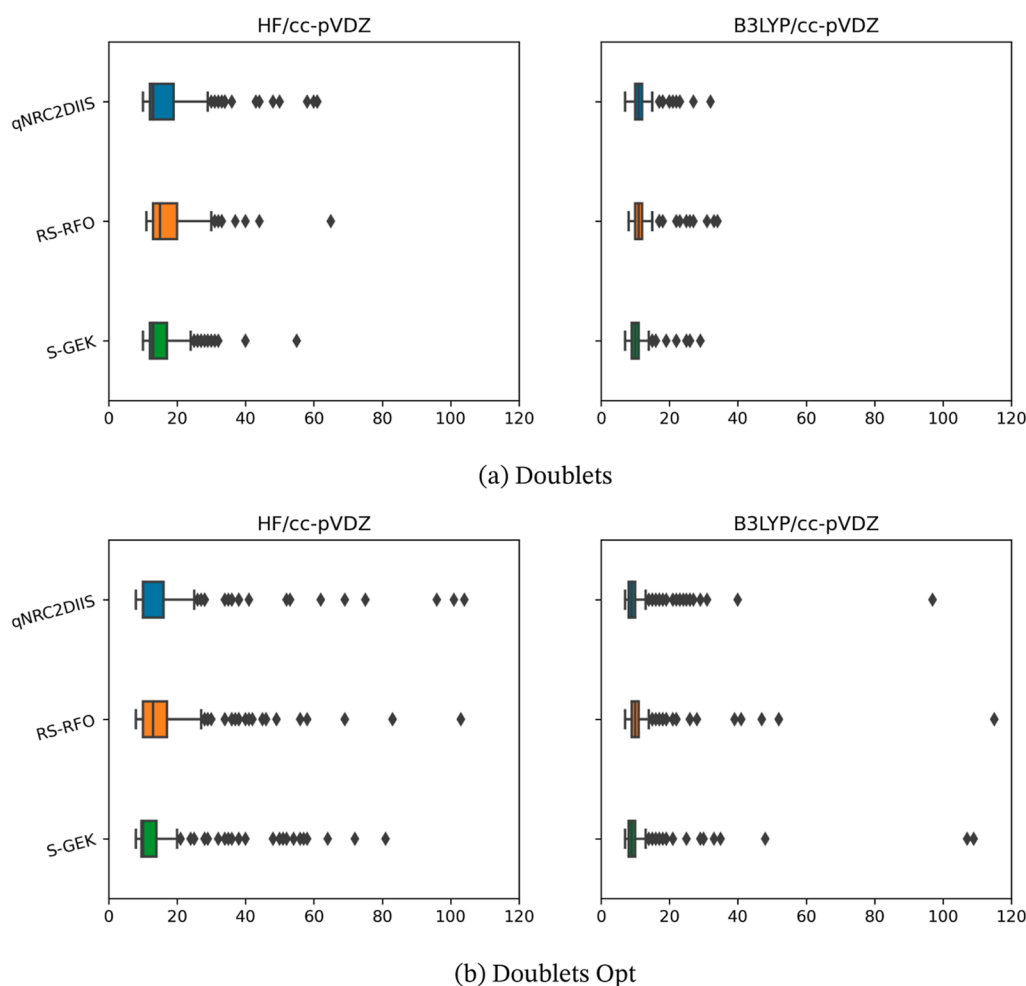 HF/cc-pVDZ B3LYP/cc-pVDZ
qNRC2DIIS
RS-RFO
S-GEK
0 20 40 60 80 100 120 0 20 40 60 80 100 120
(a) Doublets
HF/cc-pVDZ B3LYP/cc-pVDZ
qNRC2DIIS
RS-RFO
S-GEK
0 20 40 60 80 100 120 0 20 40 60 80 100 120
(b) Doublets Opt